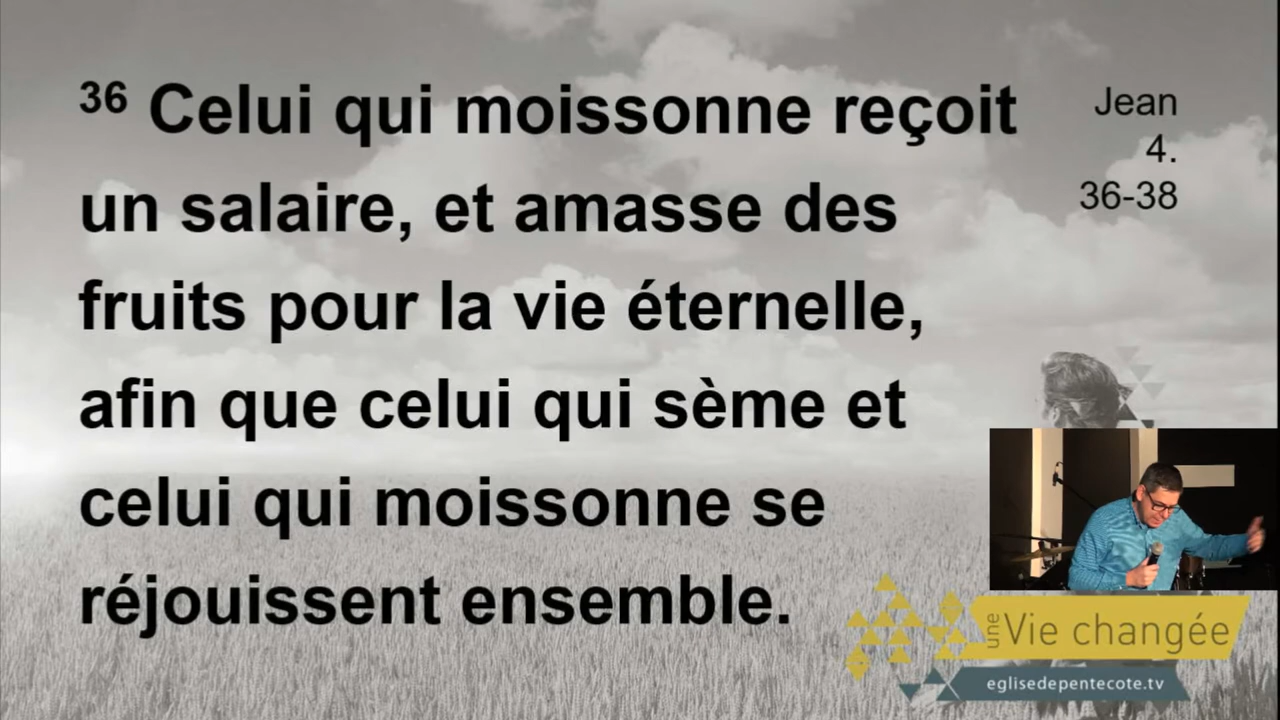 36 Celui qui moissonne reçoit
un salaire, et amasse des
fruits pour la vie éternelle,
afin que celui qui sème et
celui qui moissonne se
réjouissent ensemble.
Jean
4.
36-38
une Vie changée
eglisedepentecote.tv